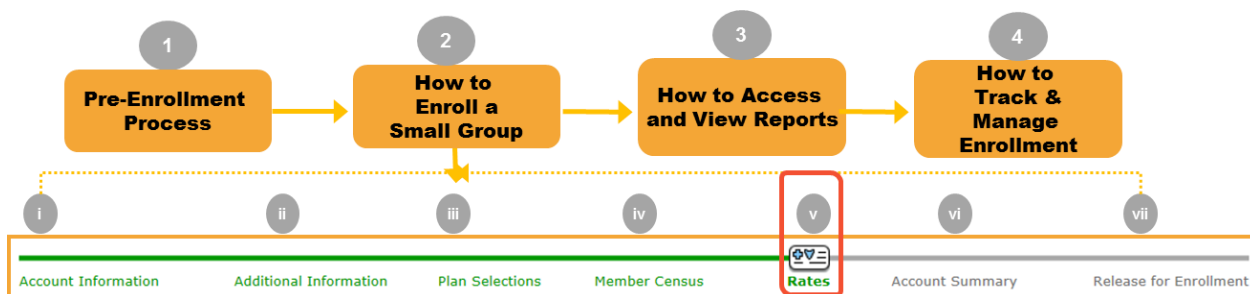 1
2
3
4
Pre-Enrollment
Process
How to
Enroll a
Small Group
How to Access
and View Reports
How to
Track &
Manage
Enrollment
i
ii
iii
iv
v
vi
vii
Account Information
Additional Information
Plan Selections
Member Census
Rates
Account Summary
Release for Enrollment